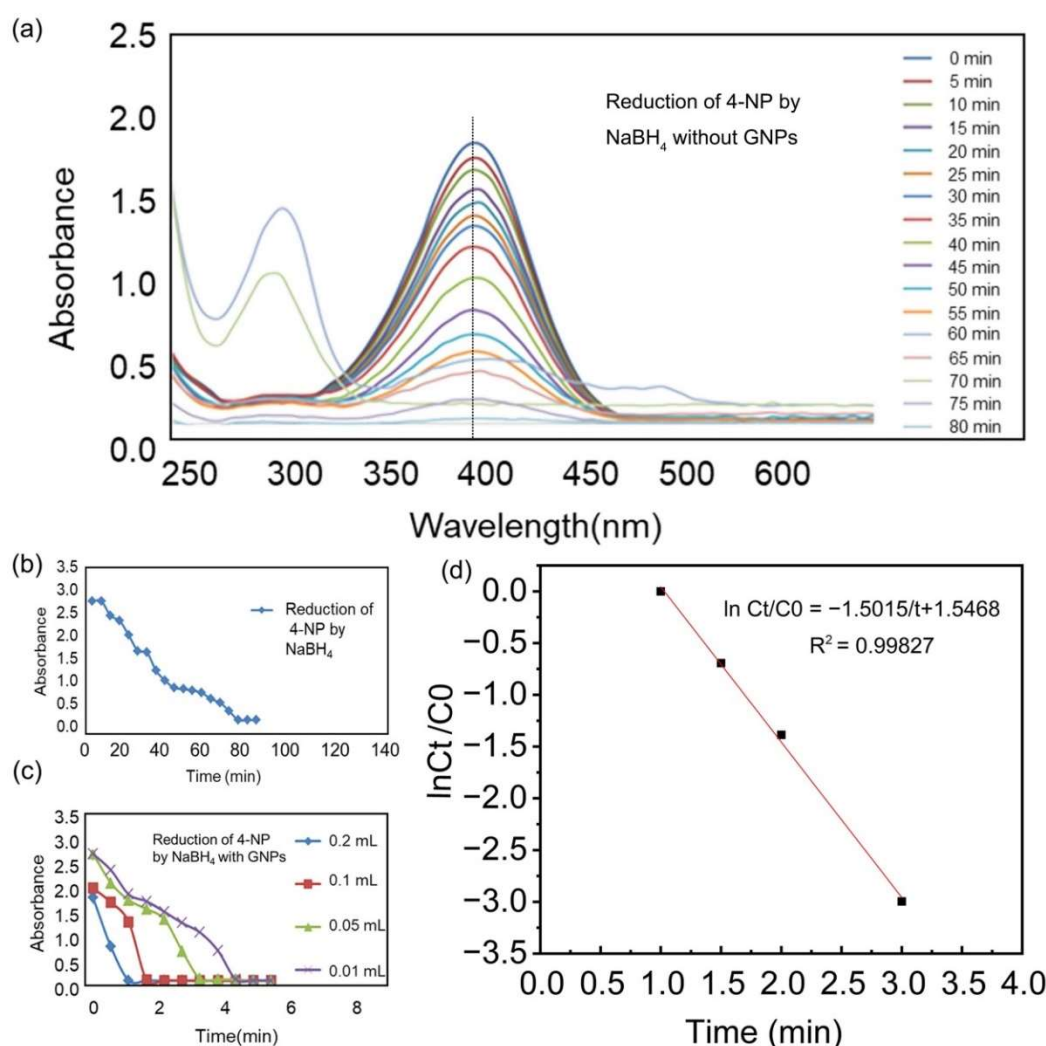 (a)
2.5
2.0
1.5
1.0
0.5
0.0
Absorbance
Reduction of 4-NP by
NaBH₄ without GNPs
0 min
5 min
10 min
15 min
20 min
25 min
30 min
35 min
40 min
45 min
50 min
55 min
60 min
65 min
70 min
75 min
80 min
250 300 350 400 450 500 600
Wavelength(nm)
(b)
3.5
3.0
2.5
2.0
1.5
1.0
0.5
0.0
Absorbance
Reduction of
4-NP by
NaBH₄
0 20 40 60 80 100 120 140
Time (min)
(c)
3.5
3.0
2.5
2.0
1.5
1.0
0.5
0.0
Absorbance
Reduction of 4-NP
by NaBH₄ with GNPs
0.2 mL
0.1 mL
0.05 mL
0.01 mL
0 2 4 6 8
Time(min)
(d)
0.0
−0.5
−1.0
−1.5
−2.0
−2.5
−3.0
−3.5
lnCt/C0
ln Ct/C0 = −1.5015/t+1.5468
R² = 0.99827
0.0 0.5 1.0 1.5 2.0 2.5 3.0 3.5 4.0
Time (min)